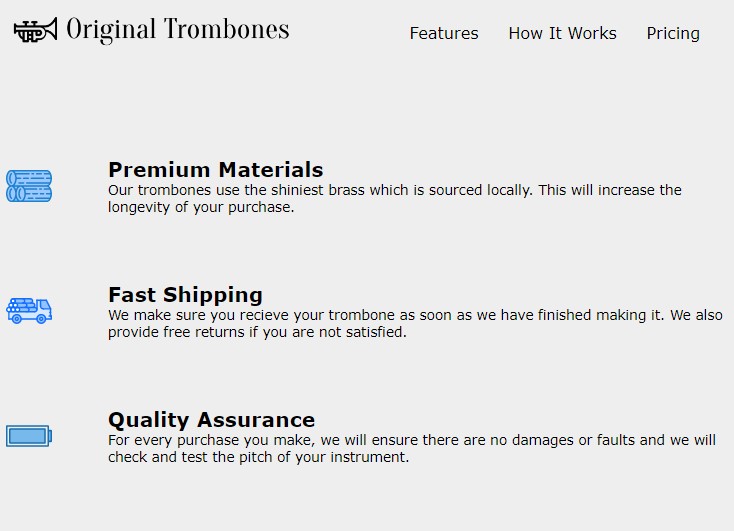 Original Trombones
Features How It Works Pricing
Premium Materials
Our trombones use the shiniest brass which is sourced locally. This will increase the
longevity of your purchase.
Fast Shipping
We make sure you recieve your trombone as soon as we have finished making it. We also
provide free returns if you are not satisfied.
Quality Assurance
For every purchase you make, we will ensure there are no damages or faults and we will
check and test the pitch of your instrument.